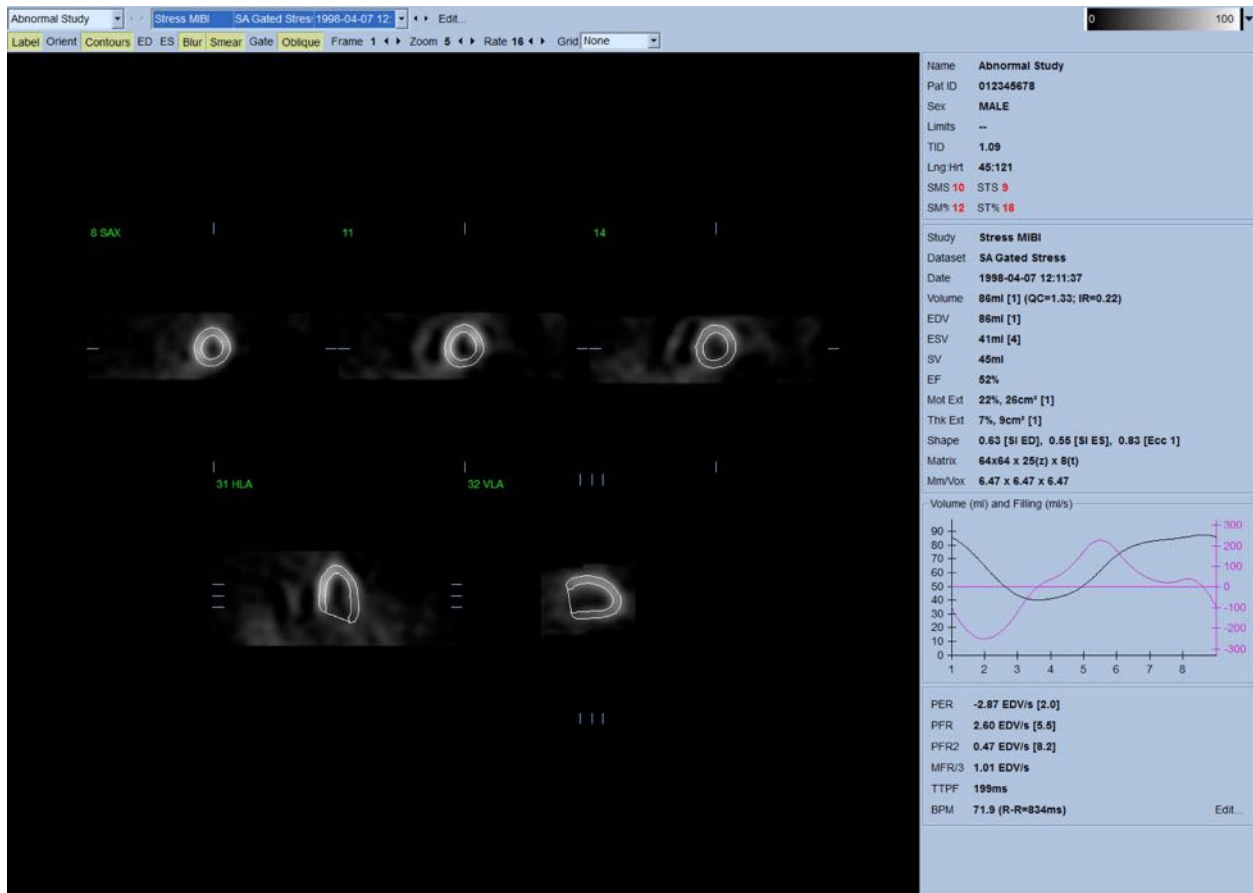 Abnormal Study Stress MIBI SA Gated Stres 1998-04-07 12: Edit... 0 100
Label Orient Contours ED ES Blur Smear Gate Oblique Frame 1 Zoom 5 Rate 16 Grid None
8 SAX 11 14
31 HLA 32 VLA
Name Abnormal Study
Pat ID 012345678
Sex MALE
Limits --
TID 1.09
Lng:Hrt 45:121
SMS 10 STS 9
SM% 12 ST% 18
Study Stress MIBI
Dataset SA Gated Stress
Date 1998-04-07 12:11:37
Volume 86ml [1] (QC=1.33; IR=0.22)
EDV 86ml [1]
ESV 41ml [4]
SV 45ml
EF 52%
Mot Ext 22%, 26cm² [1]
Thk Ext 7%, 9cm² [1]
Shape 0.63 [SI ED], 0.55 [SI ES], 0.83 [Ecc 1]
Matrix 64x64 x 25(z) x 8(t)
Mm/Vox 6.47 x 6.47 x 6.47
Volume (ml) and Filling (ml/s)
90 300
80 200
70 100
60
50 0
40
30 -100
20 -200
10 -300
0
1 2 3 4 5 6 7 8
PER -2.87 EDV/s [2.0]
PFR 2.60 EDV/s [5.5]
PFR2 0.47 EDV/s [8.2]
MFR/3 1.01 EDV/s
TTPF 199ms
BPM 71.9 (R-R=834ms) Edit...